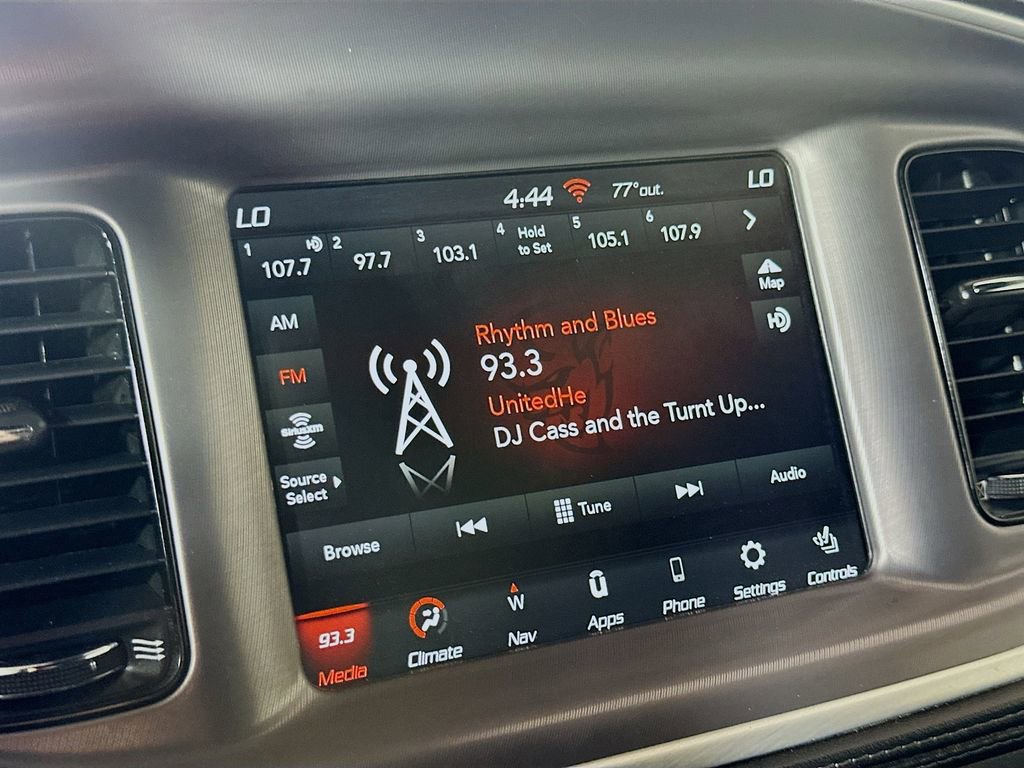 LO 4:44 77° out. LO
1 107.7 2 97.7 3 103.1 4 Hold to Set 5 105.1 6 107.9
Map
AM
FM
SiriusXM
Source
Select
Rhythm and Blues
93.3
UnitedHe
DJ Cass and the Turnt Up...
Browse Tune Audio
93.3 W
Media Climate Nav Apps Phone Settings Controls